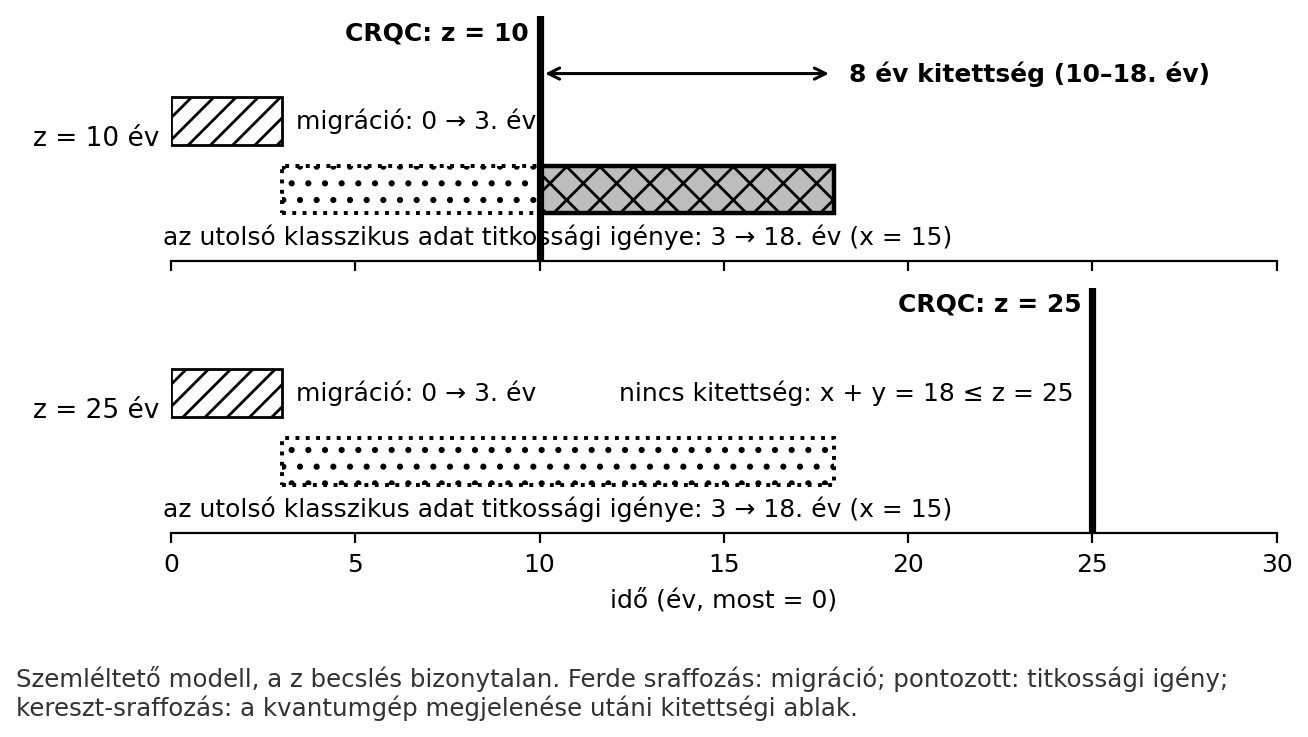 CRQC: z = 10
8 év kitettség (10–18. év)
z = 10 év
migráció: 0 → 3. év
az utolsó klasszikus adat titkossági igénye: 3 → 18. év (x = 15)
CRQC: z = 25
z = 25 év
migráció: 0 → 3. év
nincs kitettség: x + y = 18 ≤ z = 25
az utolsó klasszikus adat titkossági igénye: 3 → 18. év (x = 15)
0 5 10 15 20 25 30
idő (év, most = 0)
Szemléltető modell, a z becslés bizonytalan. Ferde sraffozás: migráció; pontozott: titkossági igény;
kereszt-sraffozás: a kvantumgép megjelenése utáni kitettségi ablak.